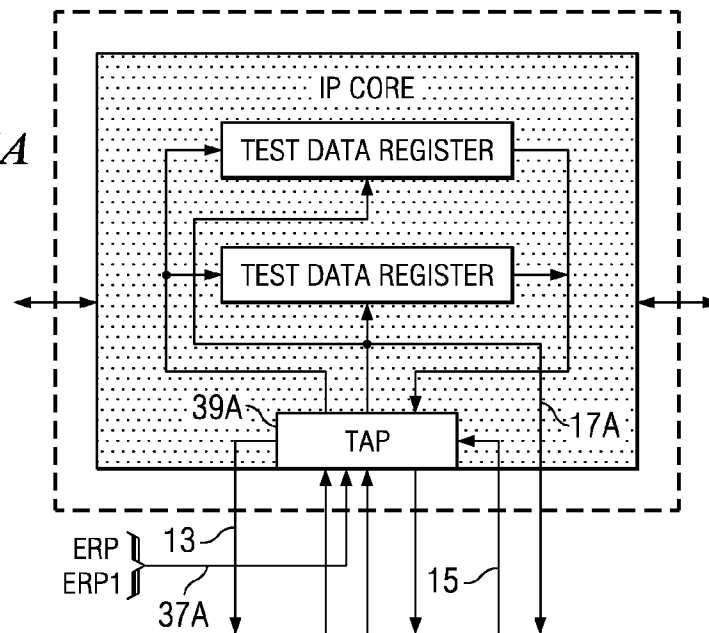 IP CORE
A
TEST DATA REGISTER
TEST DATA REGISTER
39A
17A
TAP
13
ERP
15
ERP1
37A